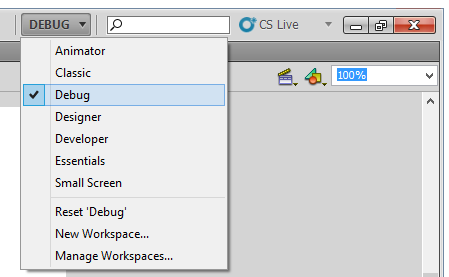 DEBUG
CS Live
Animator
Classic
100%
Debug
Designer
Developer
Essentials
Small Screen
Reset 'Debug'
New Workspace...
Manage Workspaces...